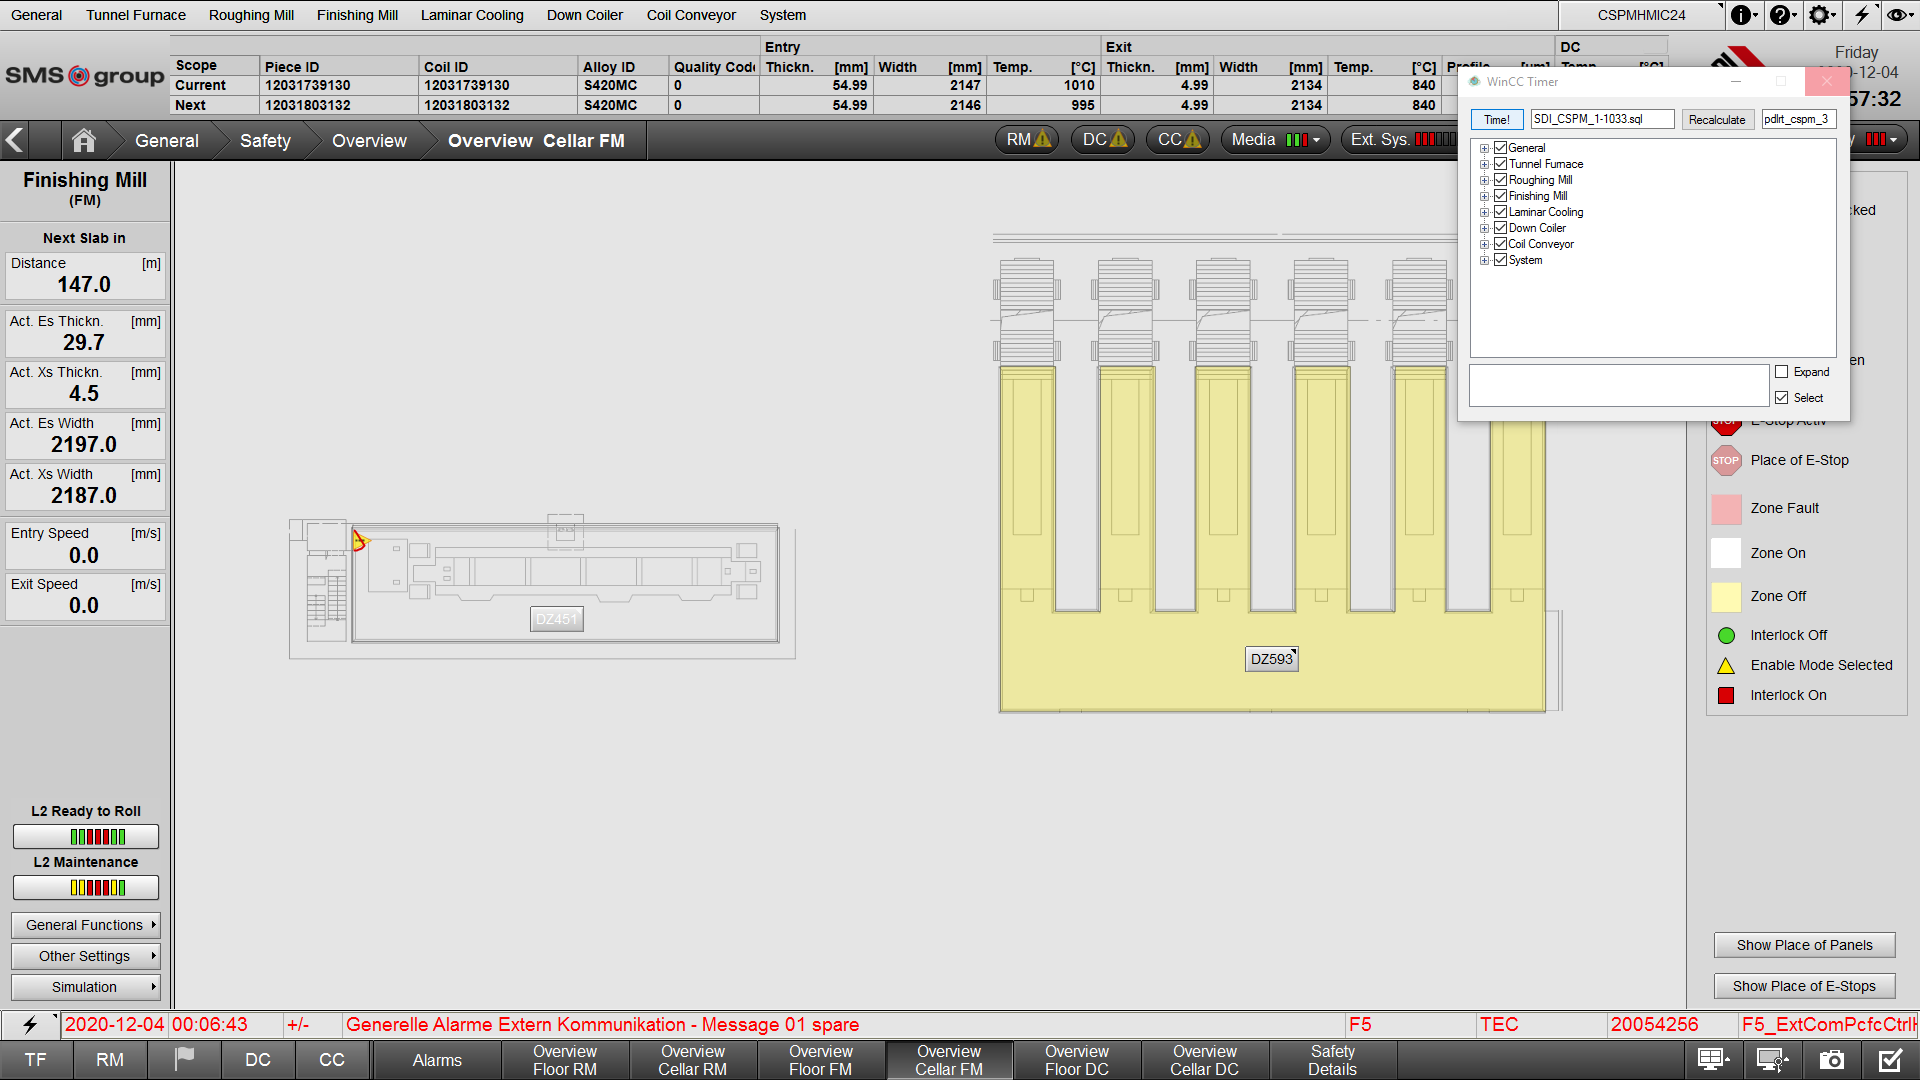 General Tunnel Furnace Roughing Mill Finishing Mill Laminar Cooling Down Coiler Coil Conveyor System CSPMHMIC24
SMS group
Entry Exit DC
Scope Piece ID Coil ID Alloy ID Quality Code Thickn. [mm] Width [mm] Temp. [°C] Thickn. [mm] Width [mm] Temp. [°C]
Current 12031739130 12031739130 S420MC 0 54.99 2147 1010 4.99 2134 840
Next 12031803132 12031803132 S420MC 0 54.99 2146 995 4.99 2134 840
Friday
-12-04
57:32
General Safety Overview Overview Cellar FM
RM DC CC Media Ext. Sys.
WinCC Timer
Time! SDI_CSPM_1-1033.sql Recalculate pdlrt_cspm_3
General
Tunnel Furnace
Roughing Mill
Finishing Mill
Laminar Cooling
Down Coiler
Coil Conveyor
System
Expand
Select
Finishing Mill
(FM)
Next Slab in
Distance [m]
147.0
Act. Es Thickn. [mm]
29.7
Act. Xs Thickn. [mm]
4.5
Act. Es Width [mm]
2197.0
Act. Xs Width [mm]
2187.0
Entry Speed [m/s]
0.0
Exit Speed [m/s]
0.0
L2 Ready to Roll
L2 Maintenance
General Functions
Other Settings
Simulation
DZ451
DZ593
cked
en
E-Stop Activ
STOP Place of E-Stop
Zone Fault
Zone On
Zone Off
Interlock Off
Enable Mode Selected
Interlock On
Show Place of Panels
Show Place of E-Stops
2020-12-04 00:06:43 +/- Generelle Alarme Extern Kommunikation - Message 01 spare F5 TEC 20054256 F5_ExtComPcfcCtrl
TF RM DC CC Alarms
Overview Floor RM
Overview Cellar RM
Overview Floor FM
Overview Cellar FM
Overview Floor DC
Overview Cellar DC
Safety Details